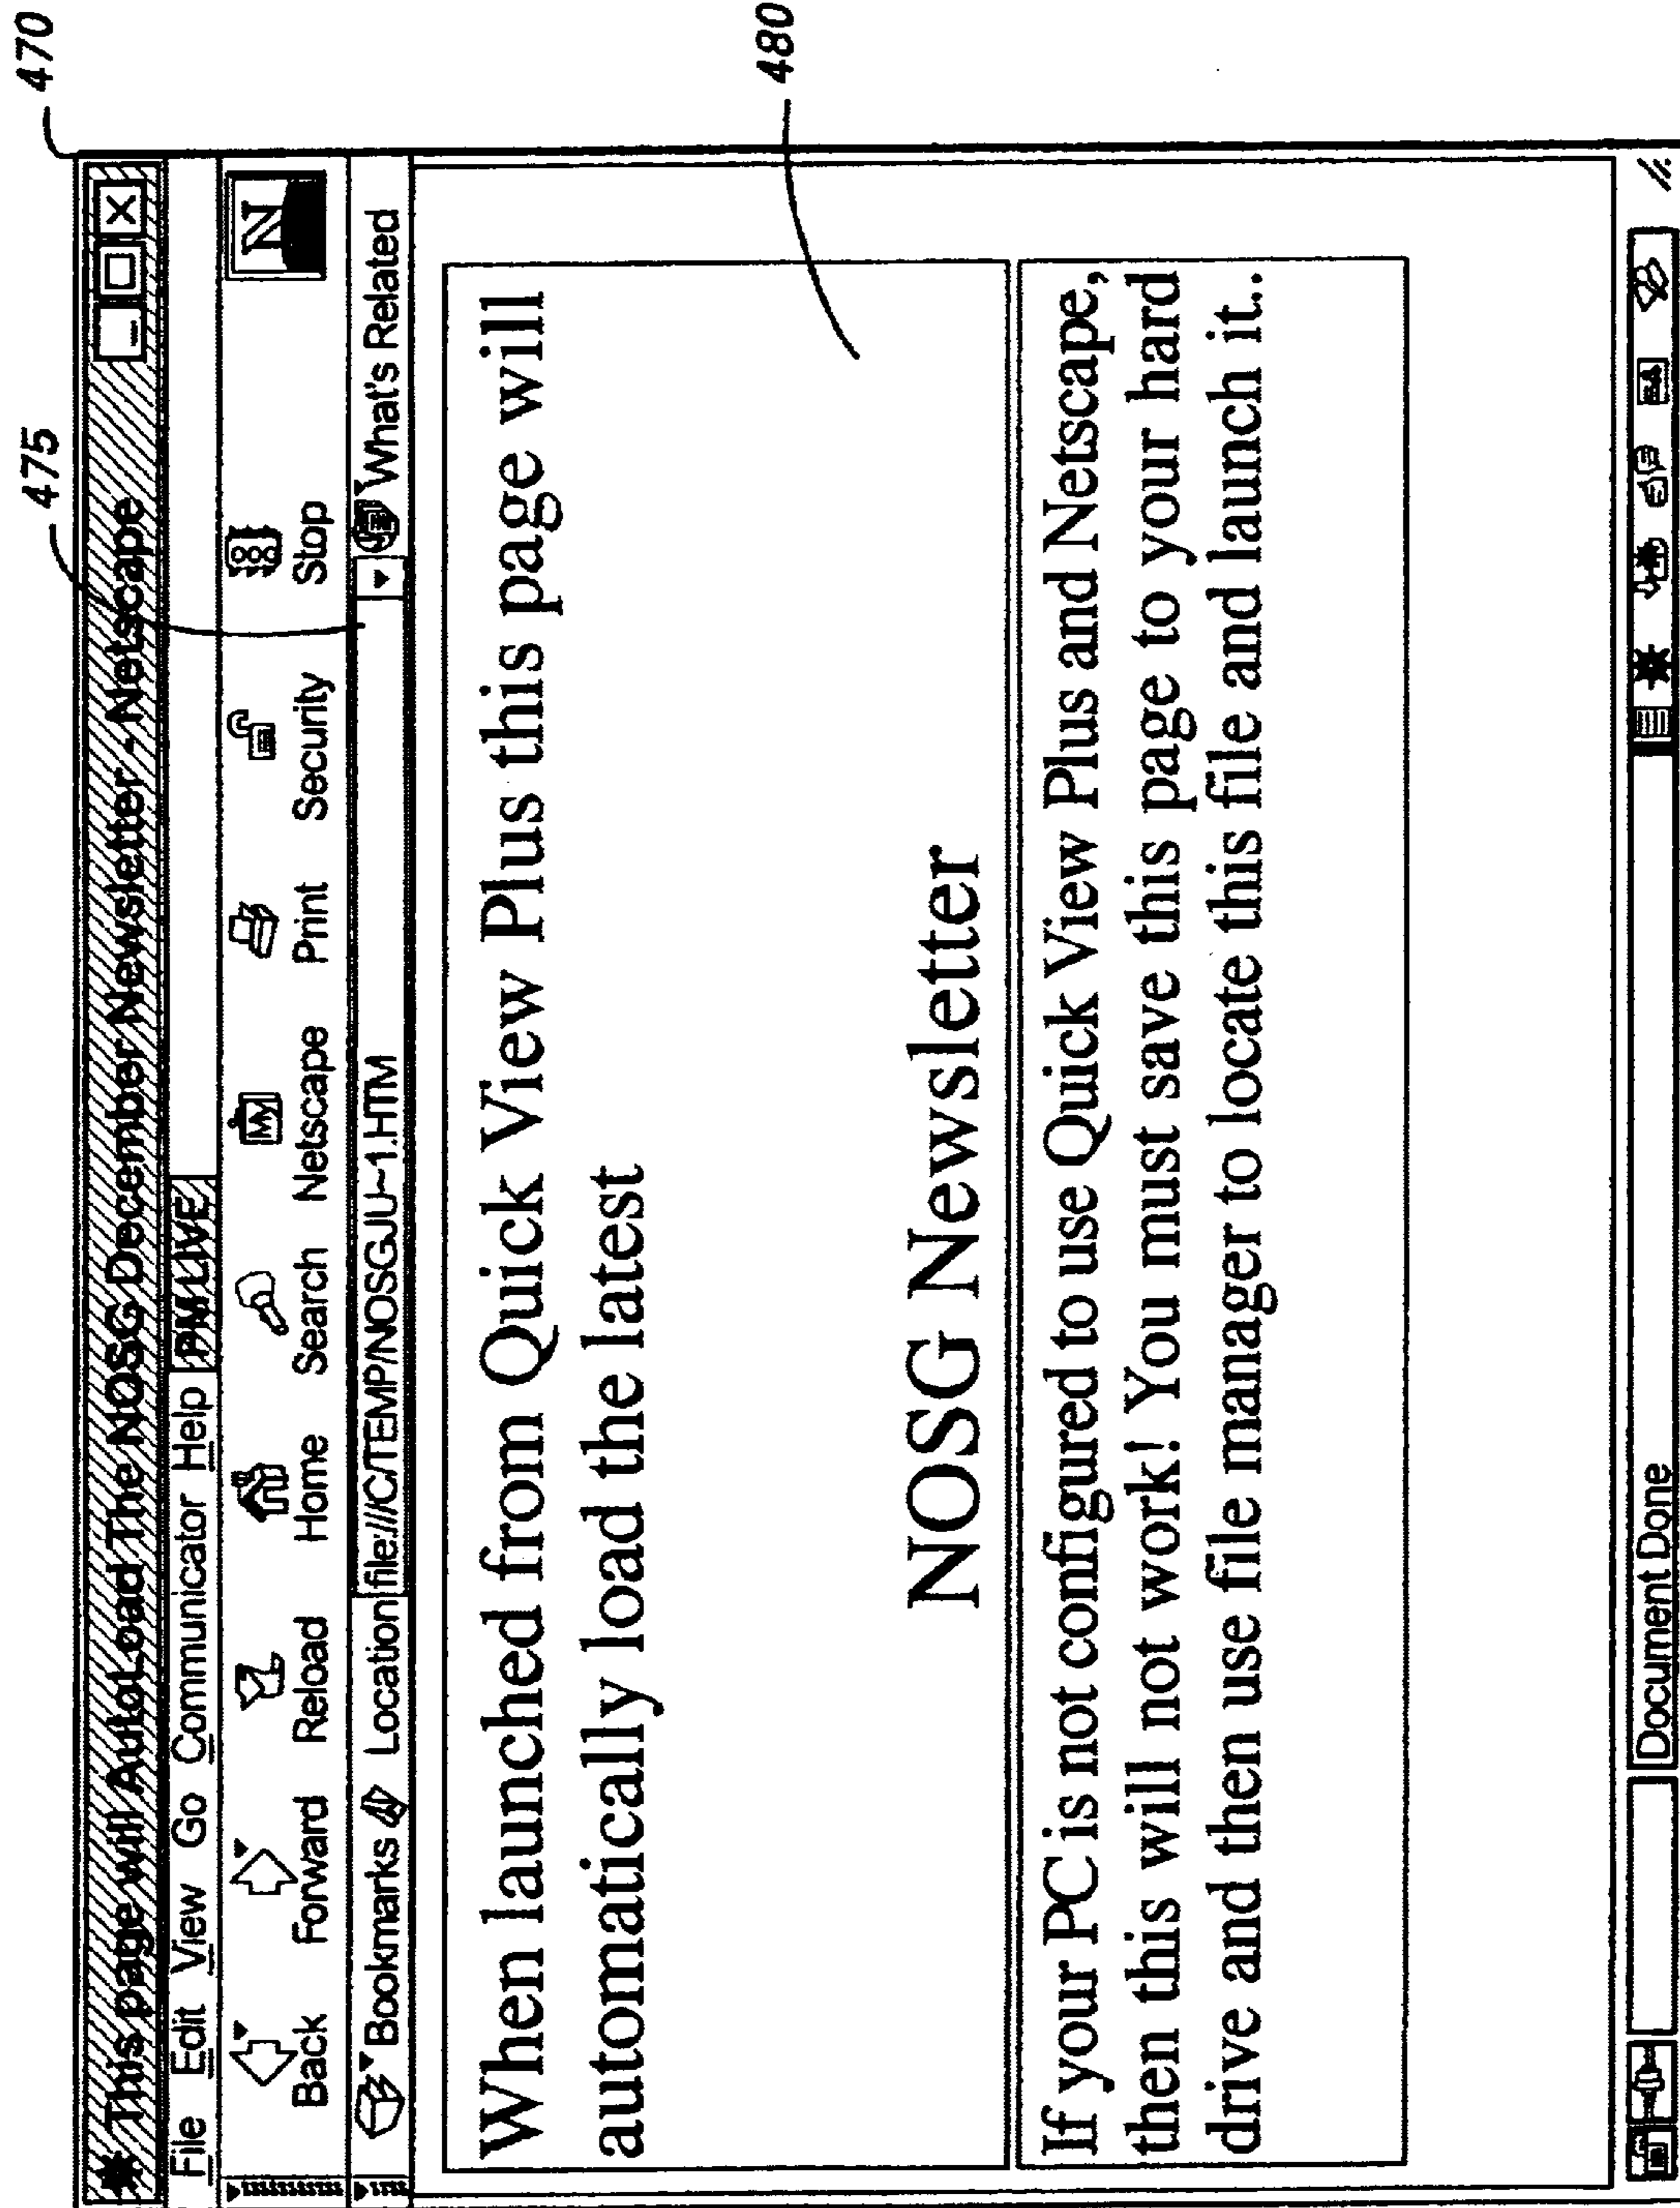 470
475
This page will AutoLoad The NOSG December Newsletter - Netscape
File Edit View Go Communicator Help PM LIVE
Back Forward Reload Home Search Netscape Print Security Stop
N
Bookmarks Location file:///C/TEMP/NOSGJU~1.HTM What's Related
480
When launched from Quick View Plus this page will
automatically load the latest
NOSG Newsletter
If your PC is not configured to use Quick View Plus and Netscape,
then this will not work! You must save this page to your hard
drive and then use file manager to locate this file and launch it..
Document Done